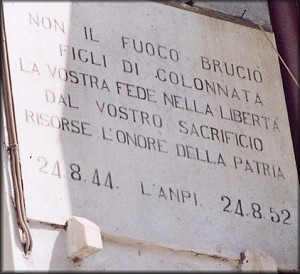 NON IL FUOCO BRUCIÒ
FIGLI DI COLONNATA
LA VOSTRA FEDE NELLA LIBERTÀ
DAL VOSTRO SACRIFICIO
RISORSE L'ONORE DELLA PATRIA
24.8.44. L'ANPI. 24.8.52